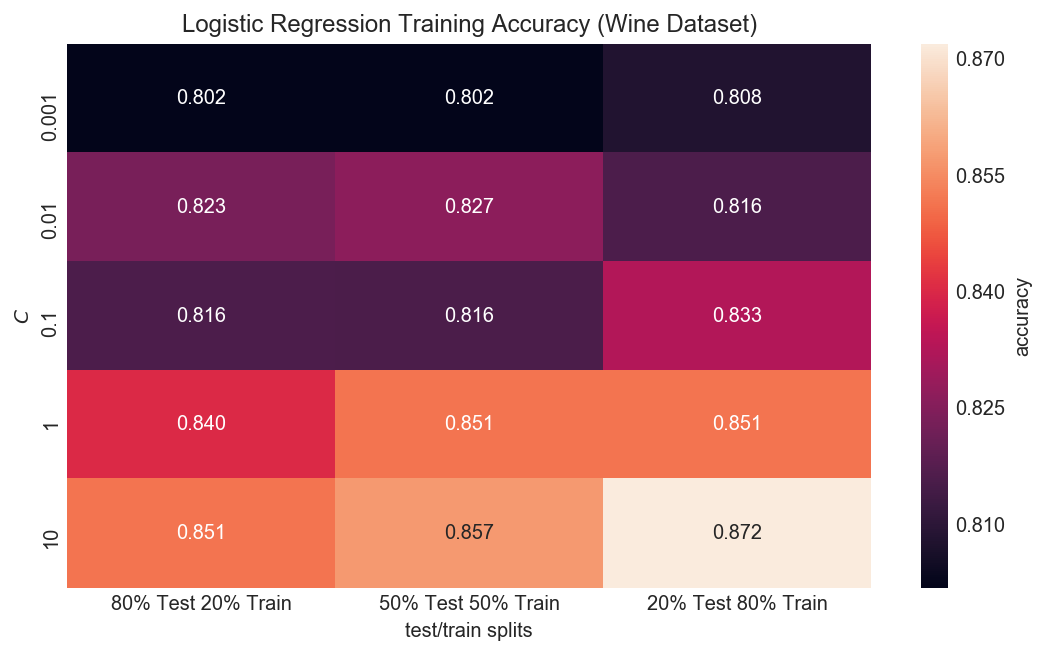 Logistic Regression Training Accuracy (Wine Dataset)
0.001
0.802 0.802 0.808
0.01
0.823 0.827 0.816
0.1
0.816 0.816 0.833
1
0.840 0.851 0.851
10
0.851 0.857 0.872
C
80% Test 20% Train 50% Test 50% Train 20% Test 80% Train
test/train splits
0.870
0.855
0.840
0.825
0.810
accuracy